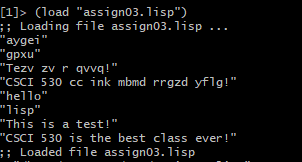 [1]> (load "assign03.lisp")
;; Loading file assign03.lisp ...
"aygei"
"gpxu"
"Tezv zv r qvvq!"
"CSCI 530 cc ink mbmd rrgzd yflg!"
"hello"
"lisp"
"This is a test!"
"CSCI 530 is the best class ever!"
;; Loaded file assign03.lisp